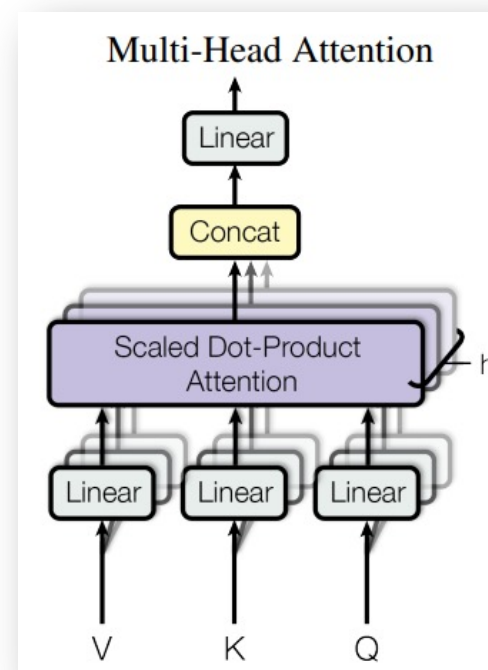 Multi-Head Attention
Linear
Concat
Scaled Dot-Product
Attention
h
Linear Linear Linear
V K Q